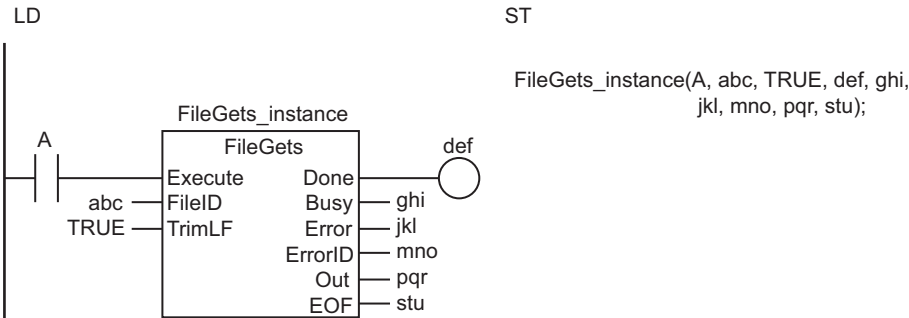 LD
ST
FileGets_instance(A, abc, TRUE, def, ghi,
jkl, mno, pqr, stu);
FileGets_instance
A
FileGets
def
Execute Done
abc FileID Busy ghi
TRUE TrimLF Error jkl
ErrorID mno
Out pqr
EOF stu